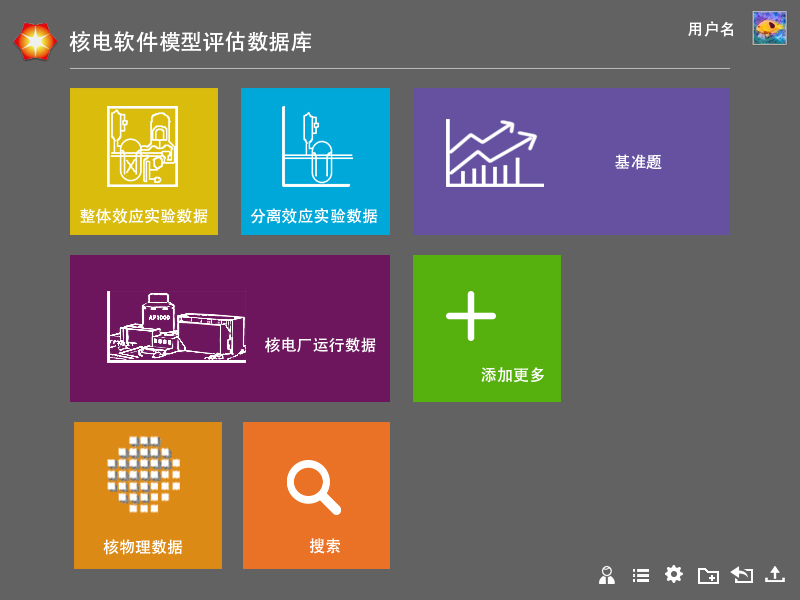 核电软件模型评估数据库
用户名
整体效应实验数据
分离效应实验数据
基准题
AP1000
核电厂运行数据
添加更多
核物理数据
搜索